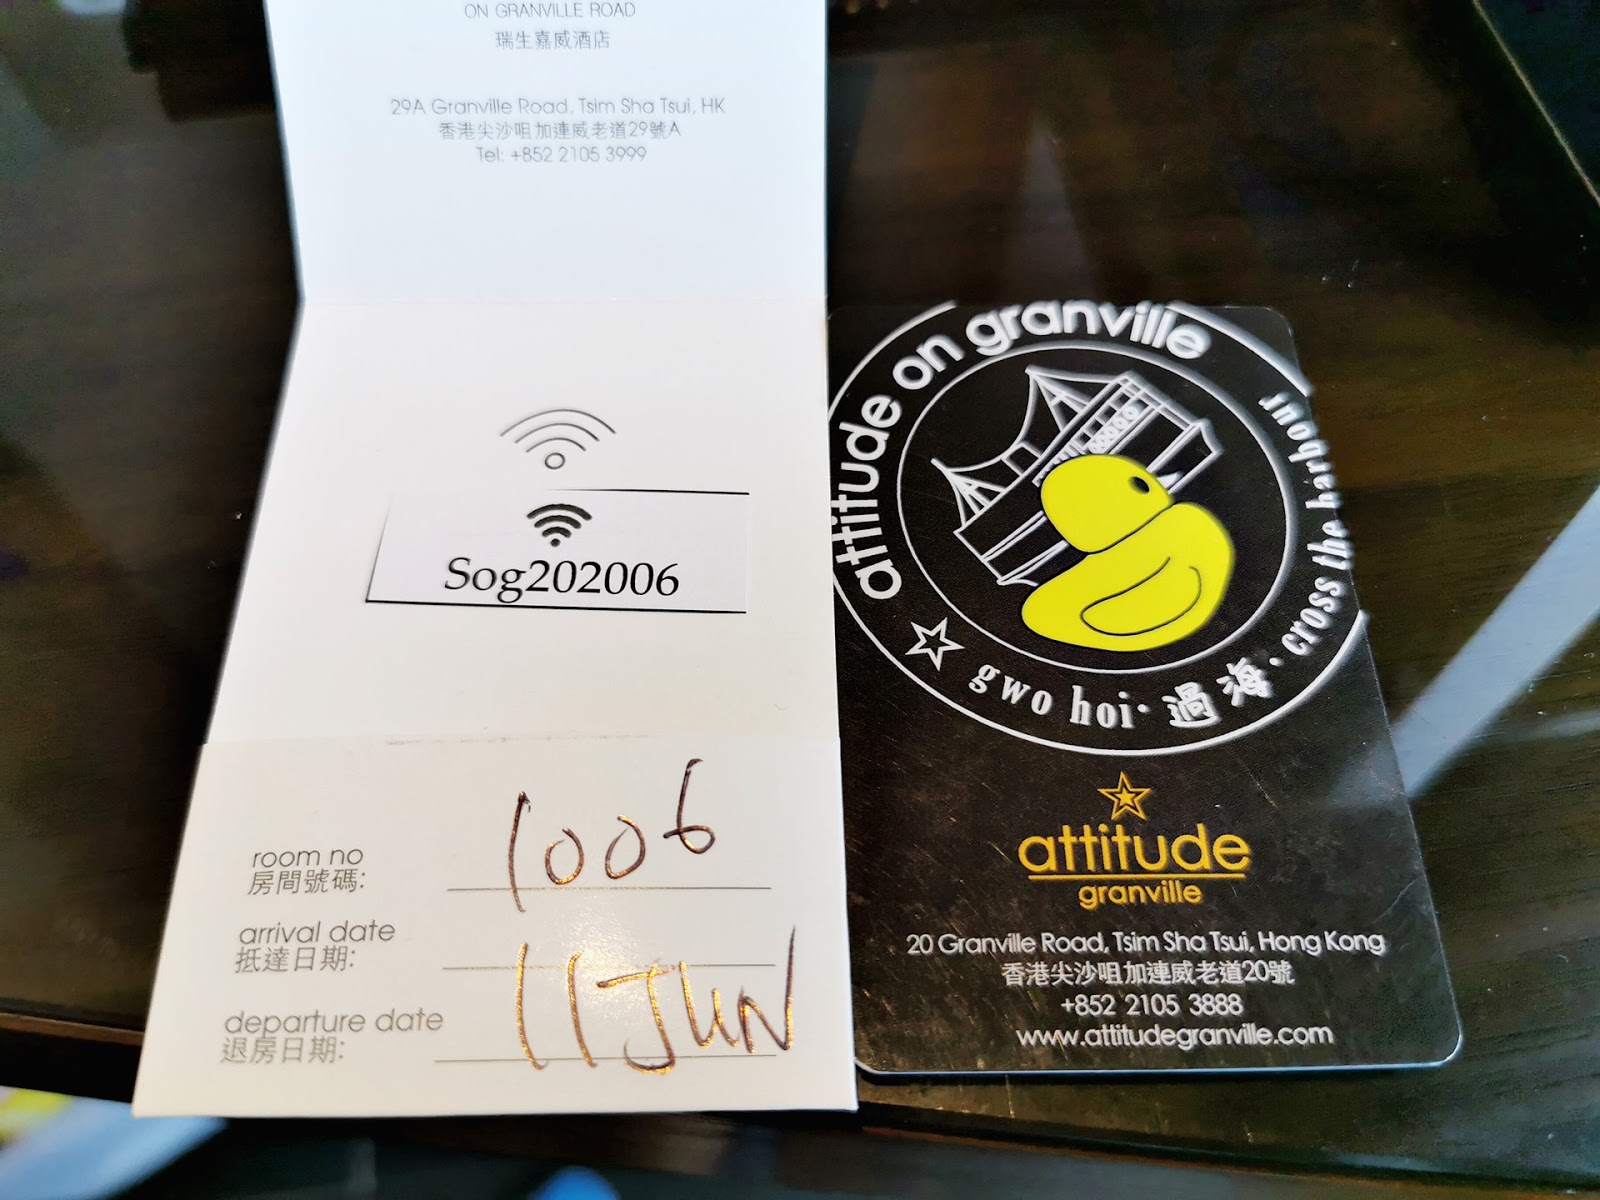 ON GRANVILLE ROAD
瑞生嘉威酒店
29A Granville Road, Tsim Sha Tsui, HK
香港尖沙咀加連威老道29號A
Tel: +852 2105 3999
Sog202006
room no 1006
房間號碼:
arrival date
抵達日期:
departure date 11 JUN
退房日期:
attitude on granville
gwo hoi · 過海 · cross the harbour
attitude
granville
20 Granville Road, Tsim Sha Tsui, Hong Kong
香港尖沙咀加連威老道20號
+852 2105 3888
www.attitudegranville.com